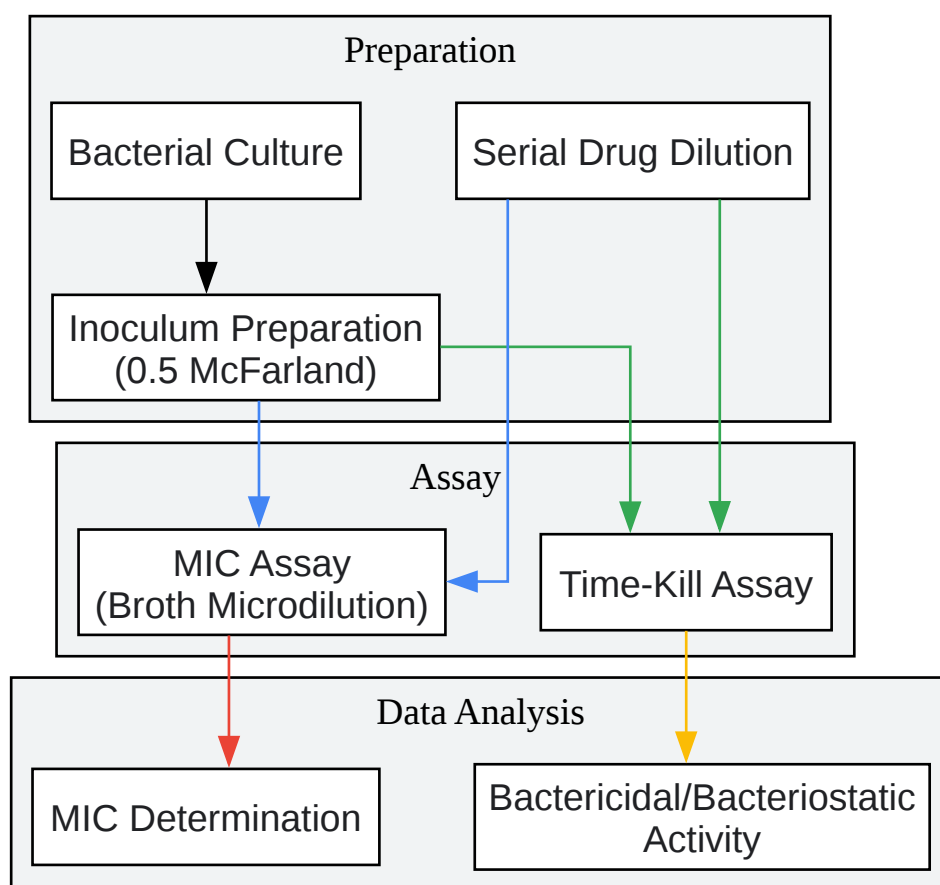 Preparation
Bacterial Culture
Serial Drug Dilution
Inoculum Preparation
(0.5 McFarland)
Assay
MIC Assay
(Broth Microdilution)
Time-Kill Assay
Data Analysis
MIC Determination
Bactericidal/Bacteriostatic
Activity